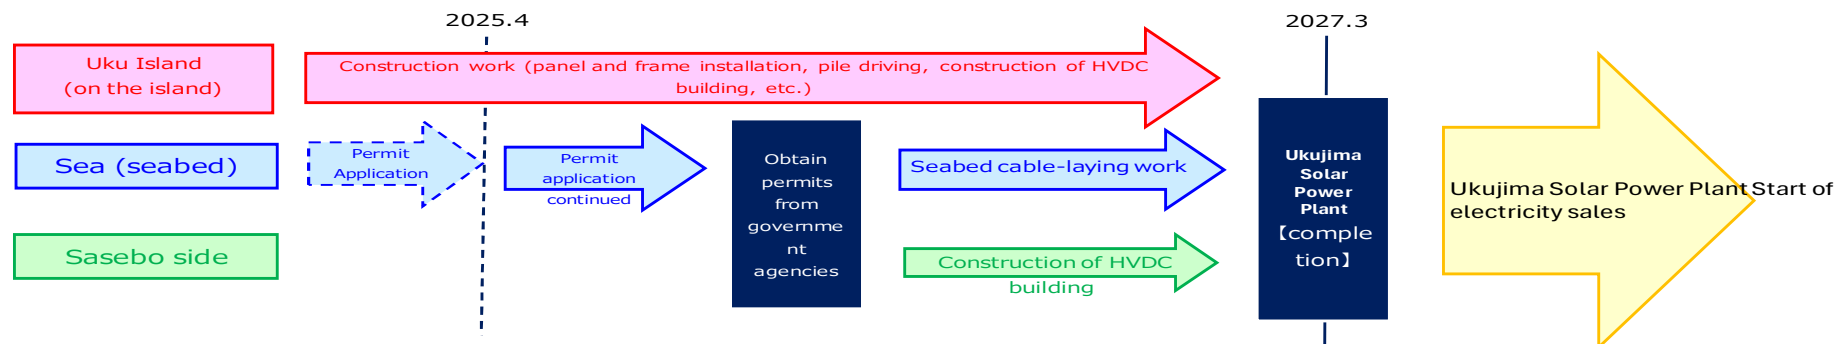 2025.4
2027.3
Uku Island
(on the island)
Construction work (panel and frame installation, pile driving, construction of HVDC
building, etc.)
Sea (seabed)
Permit
Application
Permit
application
continued
Obtain
permits
from
governme
nt
agencies
Seabed cable-laying work
Ukujima
Solar
Power
Plant
【comple
tion】
Ukujima Solar Power Plant Start of
electricity sales
Sasebo side
Construction of HVDC
building